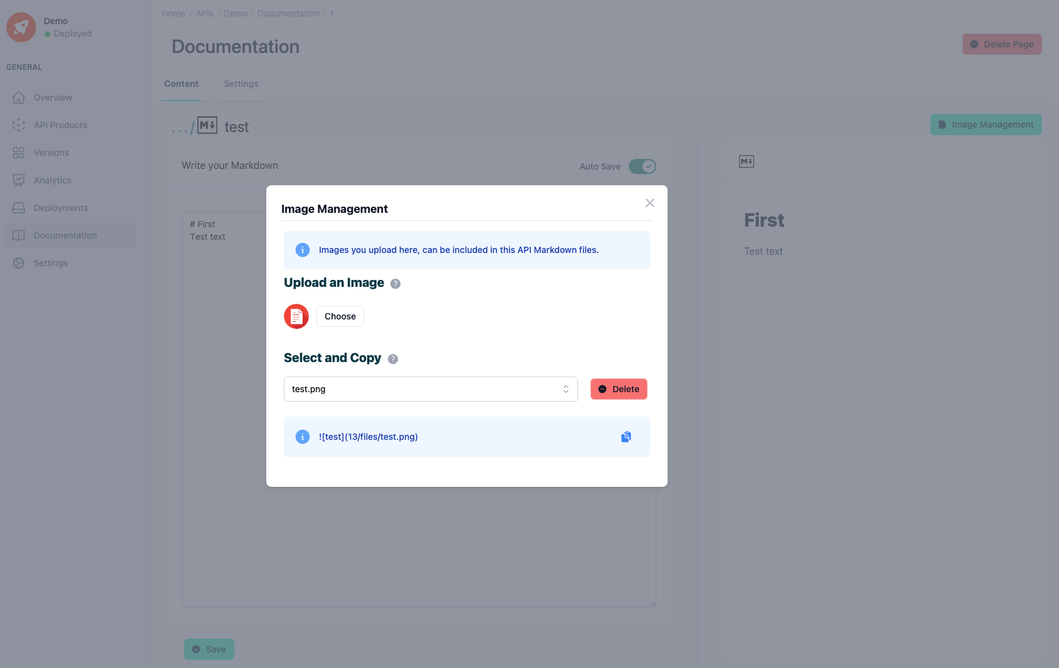 Demo
Deployed
GENERAL
Overview
API Products
Versions
Analytics
Deployments
Documentation
Settings
Home / APIs / Demo / Documentation / 1
Documentation
Delete Page
Content
Settings
.../ M↓ test
Image Management
Write your Markdown
Auto Save
# First
Test text
M↓
First
Test text
Save
Image Management
Images you upload here, can be included in this API Markdown files.
Upload an Image ?
Choose
Select and Copy ?
test.png
Delete
![test](13/files/test.png)